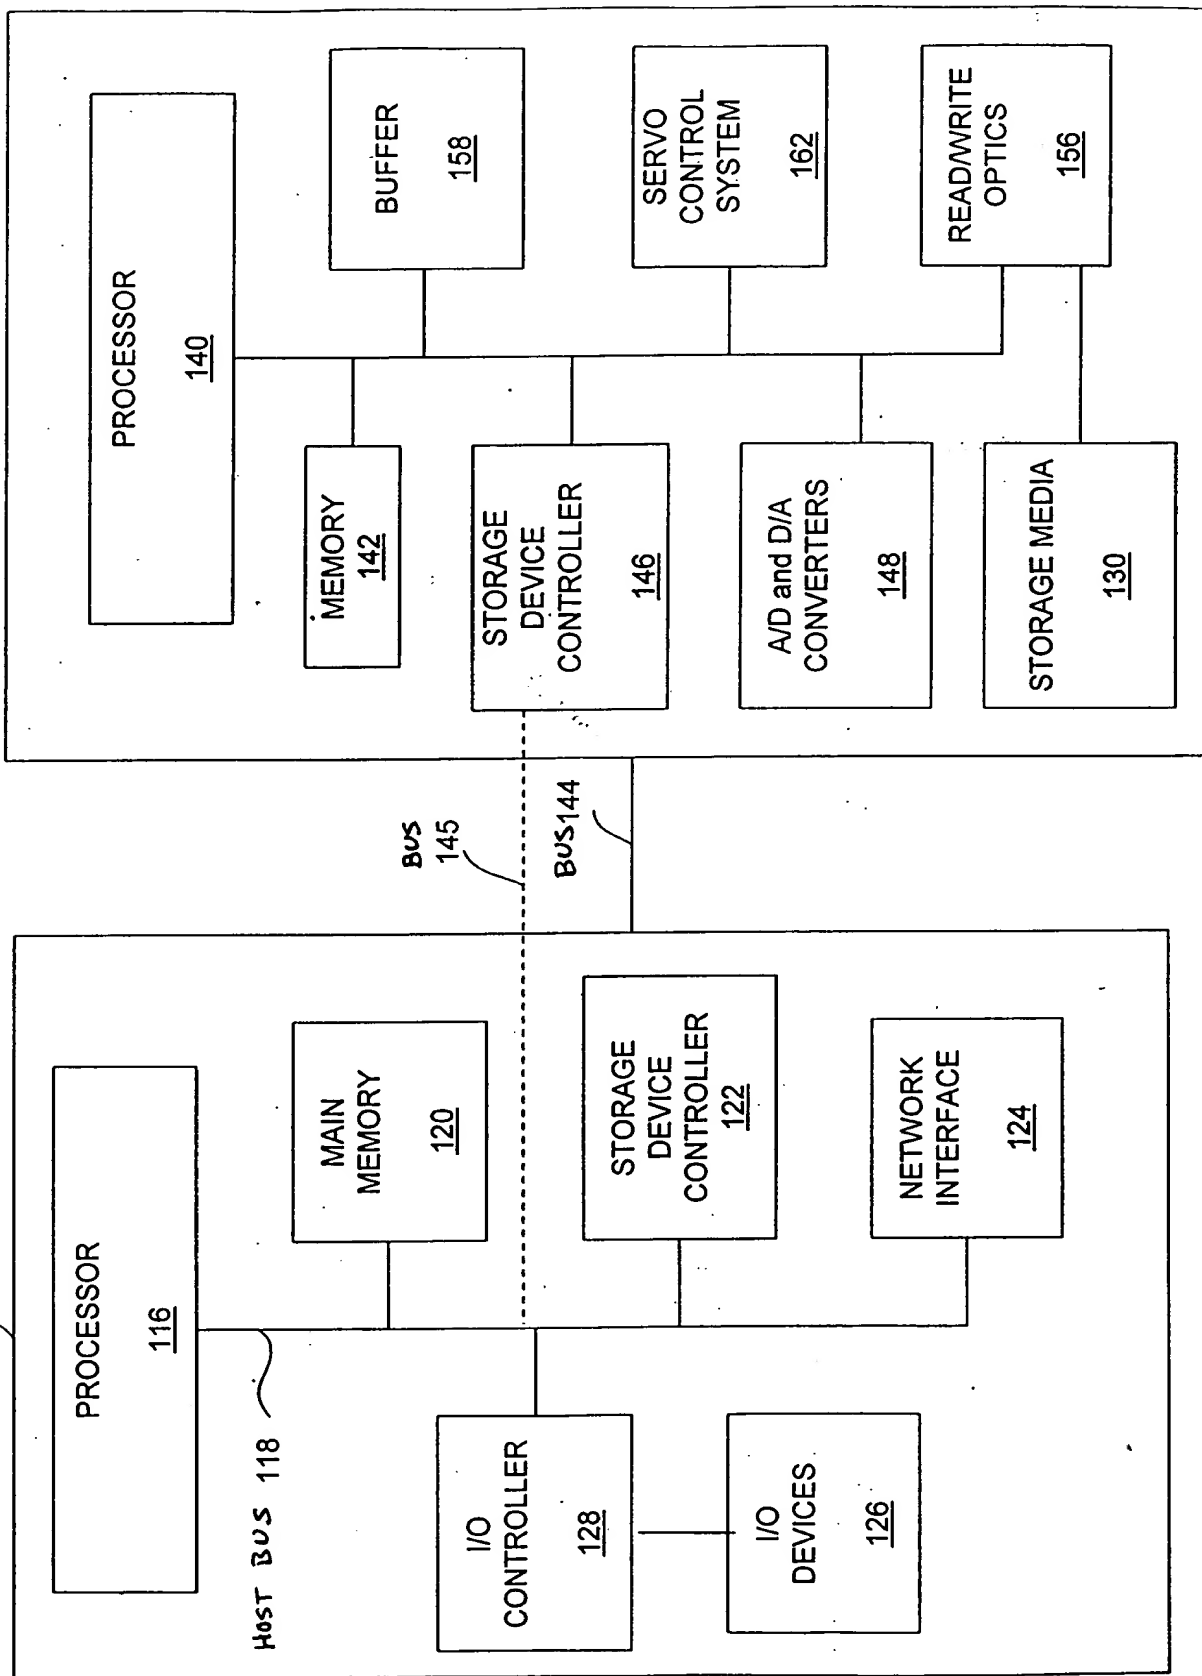 PROCESSOR
116
HOST BUS 118
MAIN
MEMORY
120
I/O
CONTROLLER
128
STORAGE
DEVICE
CONTROLLER
122
I/O
DEVICES
126
NETWORK
INTERFACE
124
BUS
145
BUS 144
PROCESSOR
140
MEMORY
142
BUFFER
158
STORAGE
DEVICE
CONTROLLER
146
SERVO
CONTROL
SYSTEM
162
A/D and D/A
CONVERTERS
148
READ/WRITE
OPTICS
156
STORAGE MEDIA
130